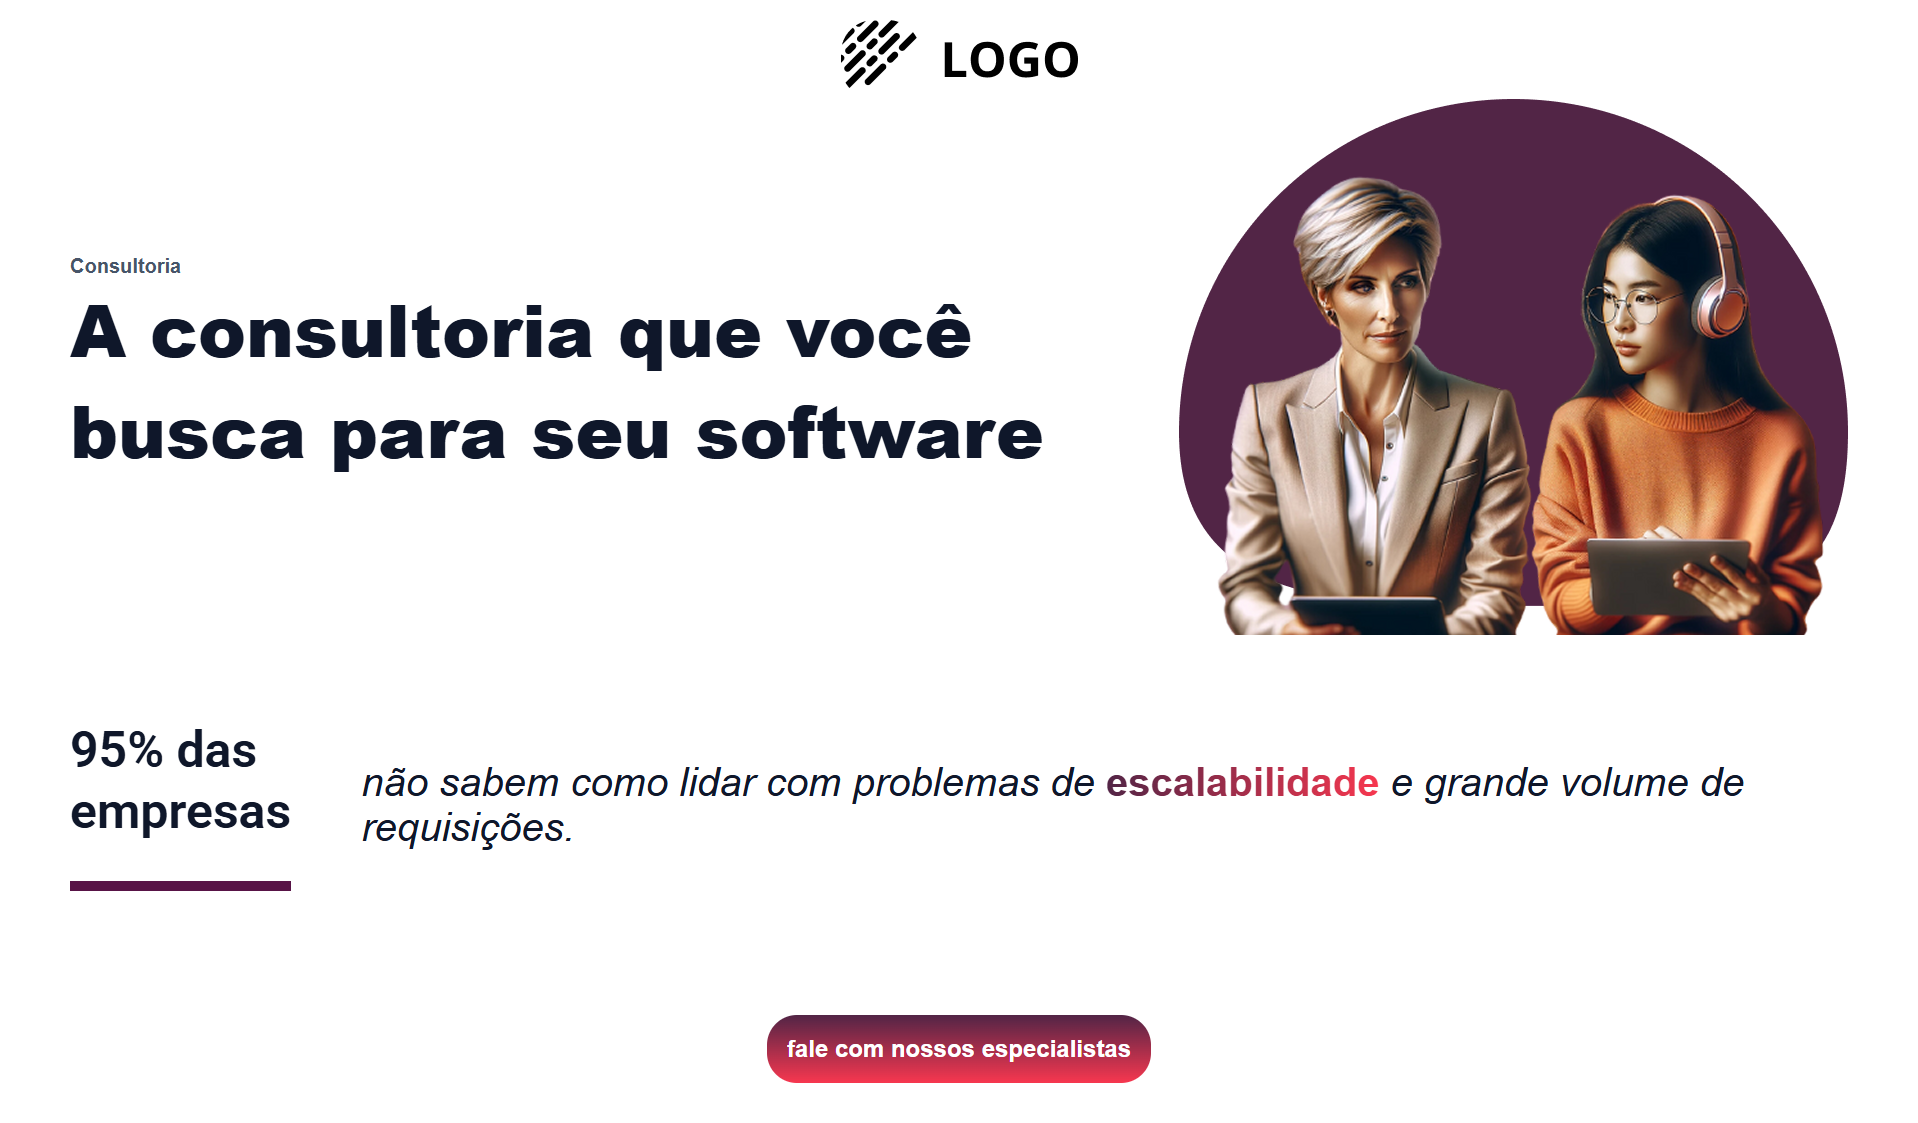 LOGO
Consultoria
A consultoria que você
busca para seu software
95% das
empresas
não sabem como lidar com problemas de escalabilidade e grande volume de
requisições.
fale com nossos especialistas